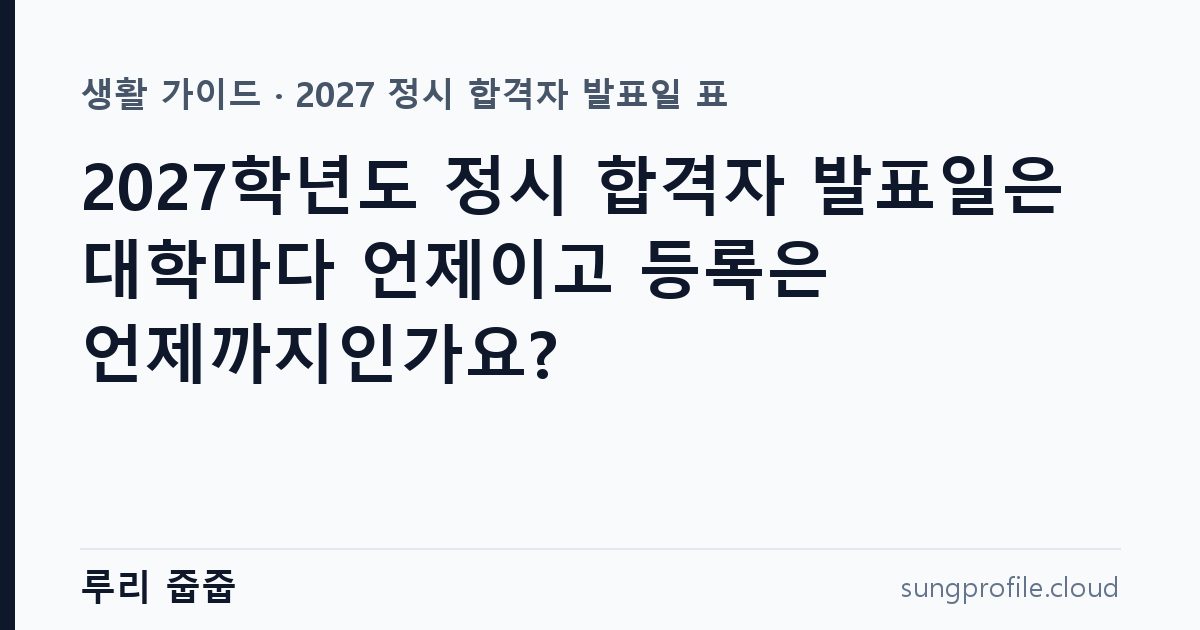 생활 가이드 · 2027 정시 합격자 발표일 표
2027학년도 정시 합격자 발표일은
대학마다 언제이고 등록은
언제까지인가요?
루리 줍줍
sungprofile.cloud